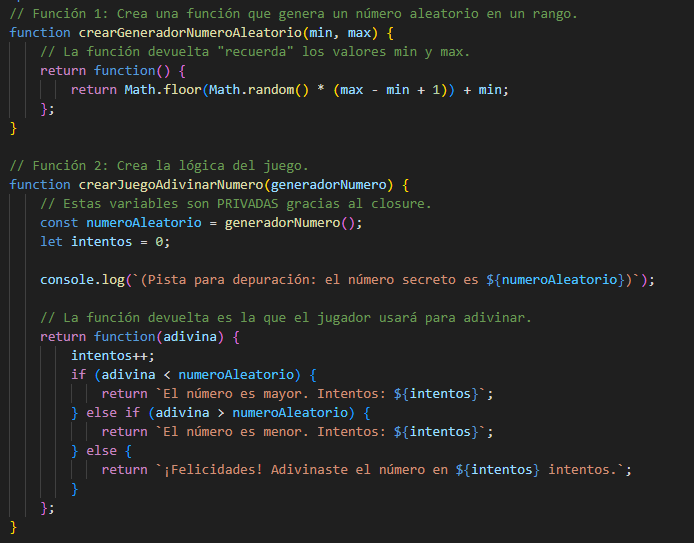 // Función 1: Crea una función que genera un número aleatorio en un rango.
function crearGeneradorNumeroAleatorio(min, max) {
    // La función devuelta "recuerda" los valores min y max.
    return function() {
        return Math.floor(Math.random() * (max - min + 1)) + min;
    };
}

// Función 2: Crea la lógica del juego.
function crearJuegoAdivinarNumero(generadorNumero) {
    // Estas variables son PRIVADAS gracias al closure.
    const numeroAleatorio = generadorNumero();
    let intentos = 0;

    console.log(`(Pista para depuración: el número secreto es ${numeroAleatorio})`);

    // La función devuelta es la que el jugador usará para adivinar.
    return function(adivina) {
        intentos++;
        if (adivina < numeroAleatorio) {
            return `El número es mayor. Intentos: ${intentos}`;
        } else if (adivina > numeroAleatorio) {
            return `El número es menor. Intentos: ${intentos}`;
        } else {
            return `¡Felicidades! Adivinaste el número en ${intentos} intentos.`;
        }
    };
}